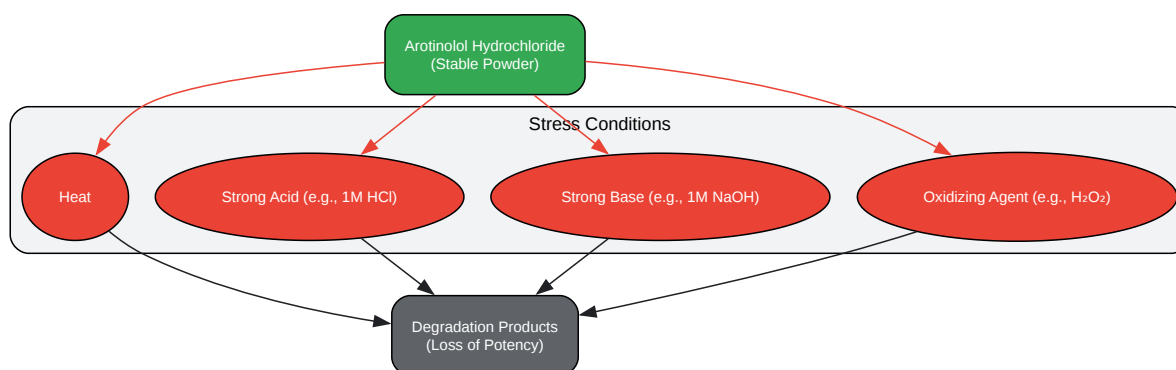 Arotinolol Hydrochloride
(Stable Powder)
Stress Conditions
Heat
Strong Acid (e.g., 1M HCl)
Strong Base (e.g., 1M NaOH)
Oxidizing Agent (e.g., H₂O₂)
Degradation Products
(Loss of Potency)